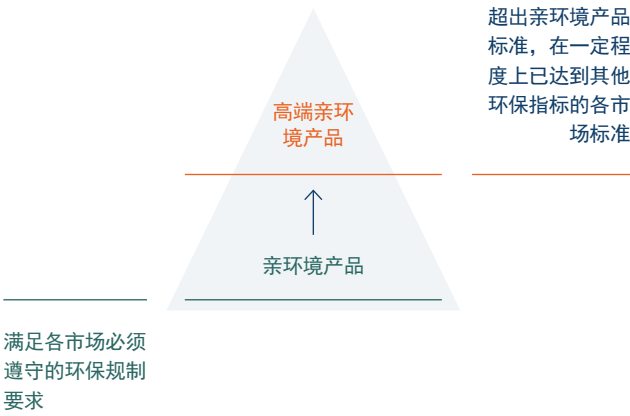 超出亲环境产品
标准，在一定程
度上已达到其他
环保指标的各市
场标准
高端亲环
境产品
亲环境产品
满足各市场必须
遵守的环保规制
要求